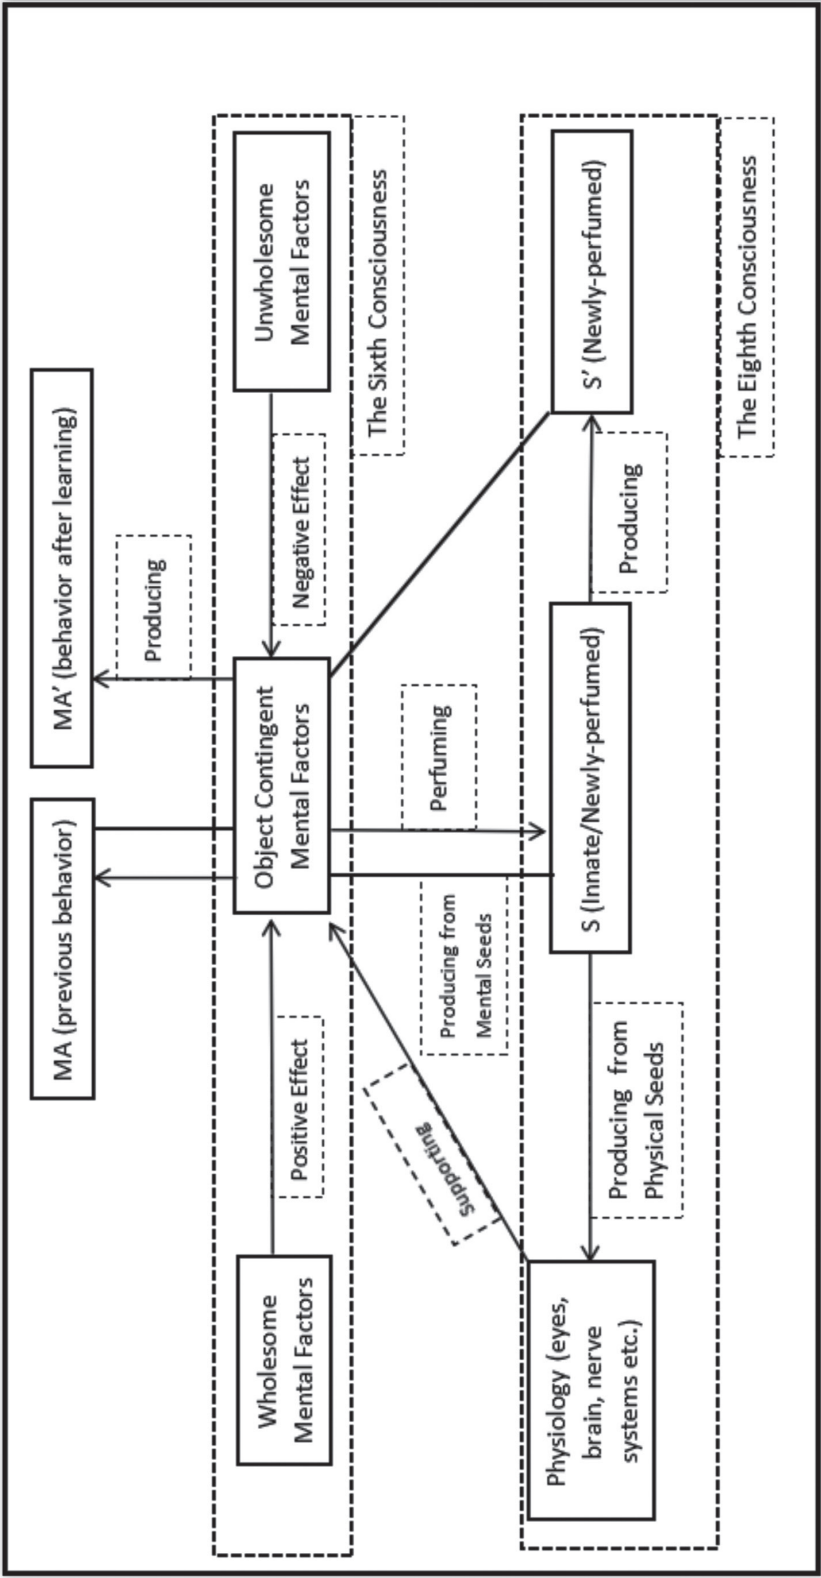 MA (previous behavior)
MA’ (behavior after learning)
Producing
Wholesome
Mental Factors
Positive Effect
Object Contingent
Mental Factors
Negative Effect
Unwholesome
Mental Factors
The Sixth Consciousness
Supporting
Producing from
Mental Seeds
Perfuming
Physiology (eyes,
brain, nerve
systems etc.)
Producing from
Physical Seeds
S (Innate/Newly-perfumed)
Producing
S’ (Newly-perfumed)
The Eighth Consciousness